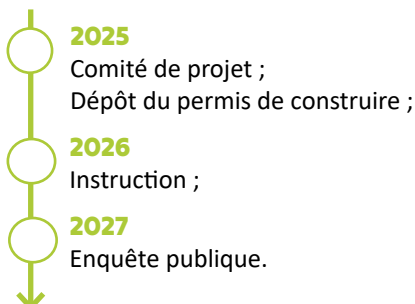 2025
Comité de projet ;
Dépôt du permis de construire ;
2026
Instruction ;
2027
Enquête publique.